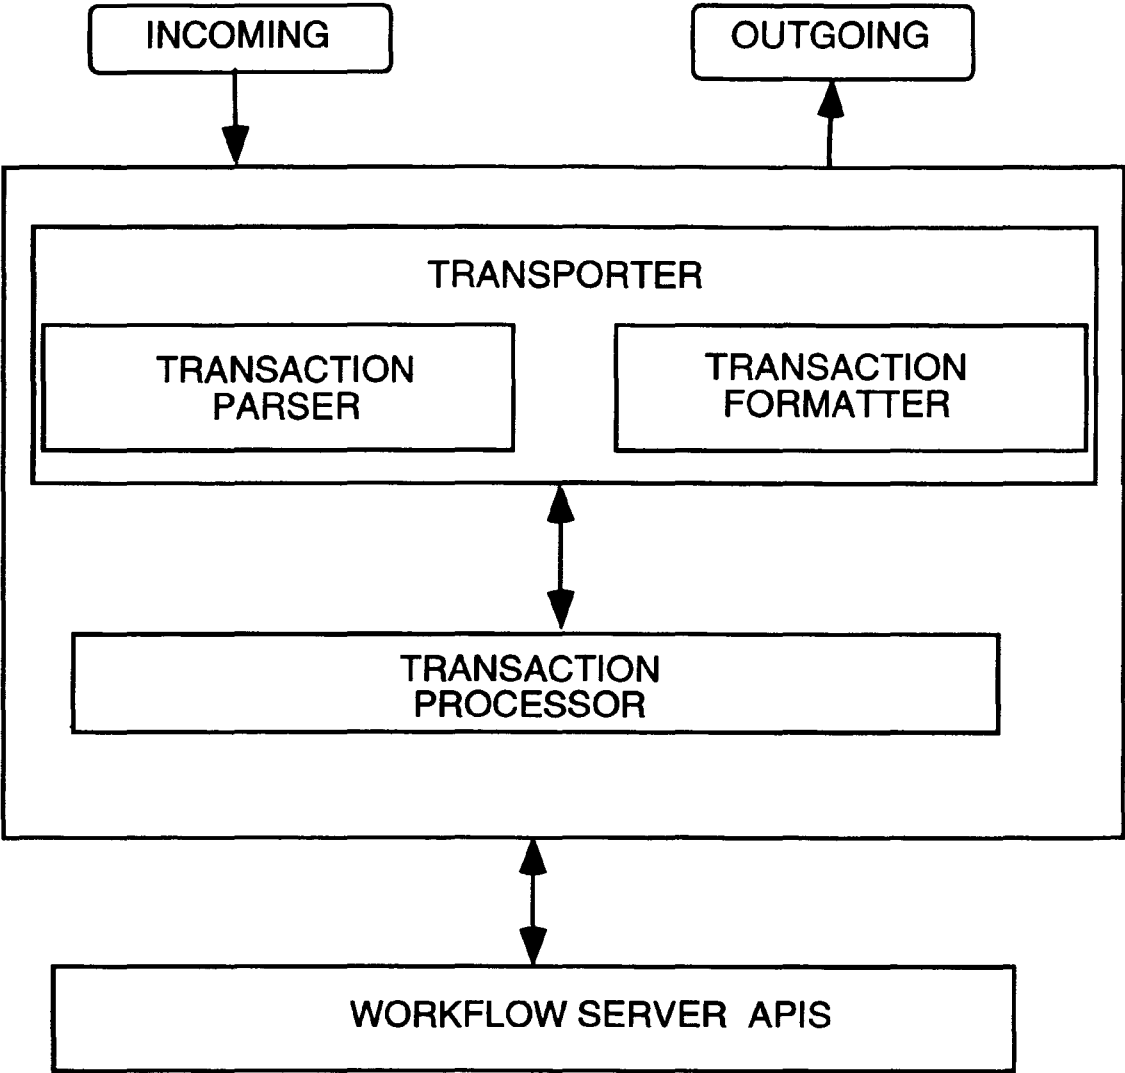 INCOMING
OUTGOING
TRANSPORTER
TRANSACTION
PARSER
TRANSACTION
FORMATTER
TRANSACTION
PROCESSOR
WORKFLOW SERVER APIS